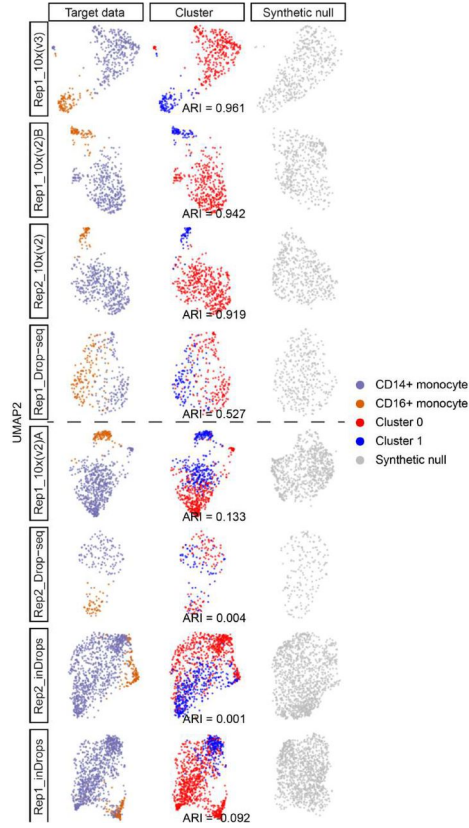 Target data
Cluster
Synthetic null
Rep1_10x(v3)
ARI = 0.961
Rep1_10x(v2)B
ARI = 0.942
Rep2_10x(v2)
ARI = 0.919
Rep1_Drop-seq
ARI = 0.527
UMAP2
CD14+ monocyte
CD16+ monocyte
Cluster 0
Cluster 1
Synthetic null
Rep1_10x(v2)A
ARI = 0.133
Rep2_Drop-seq
ARI = 0.004
Rep2_inDrops
ARI = 0.001
Rep1_inDrops
ARI = -0.092